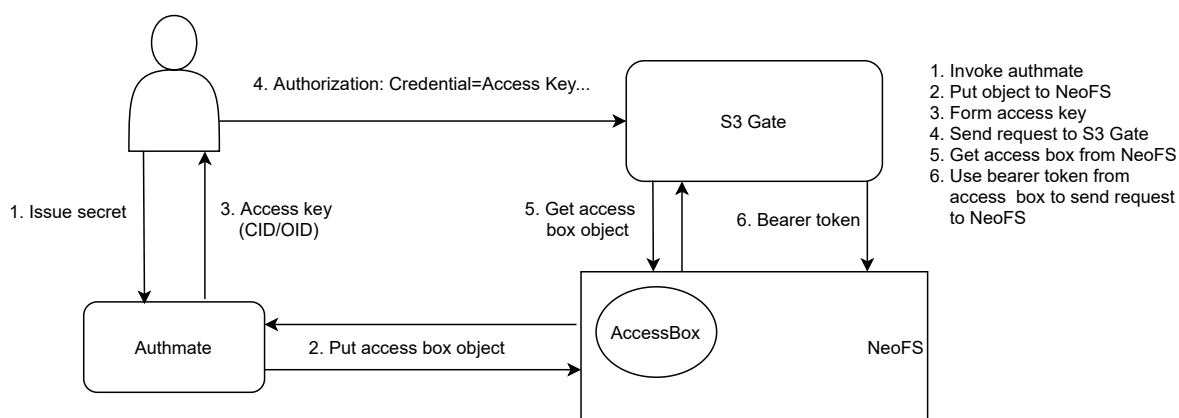 4. Authorization: Credential=Access Key...
S3 Gate
1. Issue secret
3. Access key
(CID/OID)
5. Get access
box object
6. Bearer token
Authmate
2. Put access box object
AccessBox
NeoFS
1. Invoke authmate
2. Put object to NeoFS
3. Form access key
4. Send request to S3 Gate
5. Get access box from NeoFS
6. Use bearer token from
access box to send request
to NeoFS